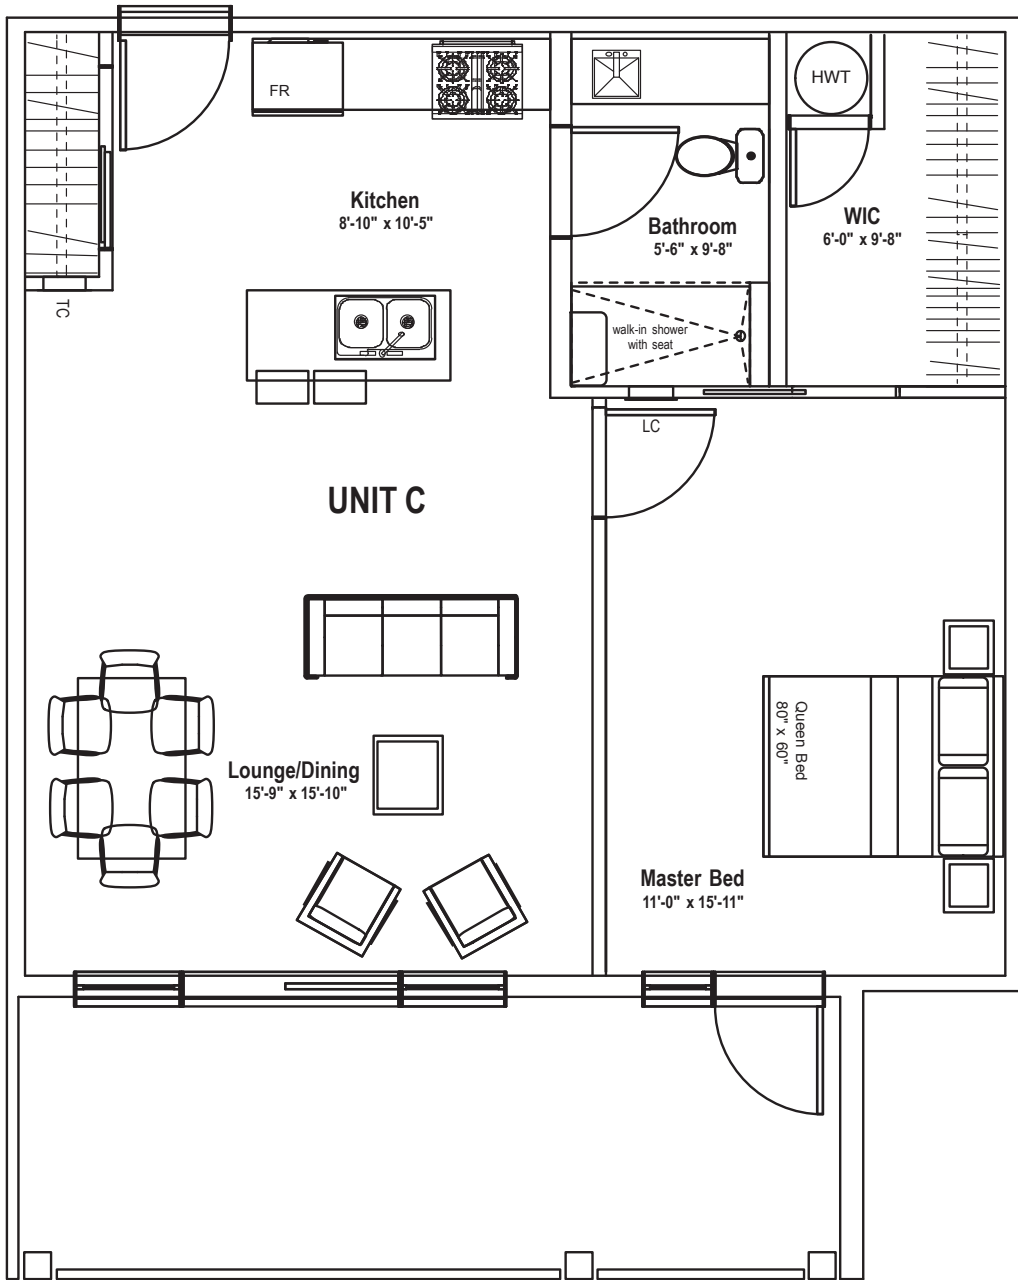 FR
HWT
Kitchen
8'-10" x 10'-5"
Bathroom
5'-6" x 9'-8"
WIC
6'-0" x 9'-8"
TC
walk-in shower
with seat
LC
UNIT C
Queen Bed
80" x 60"
Lounge/Dining
15'-9" x 15'-10"
Master Bed
11'-0" x 15'-11"